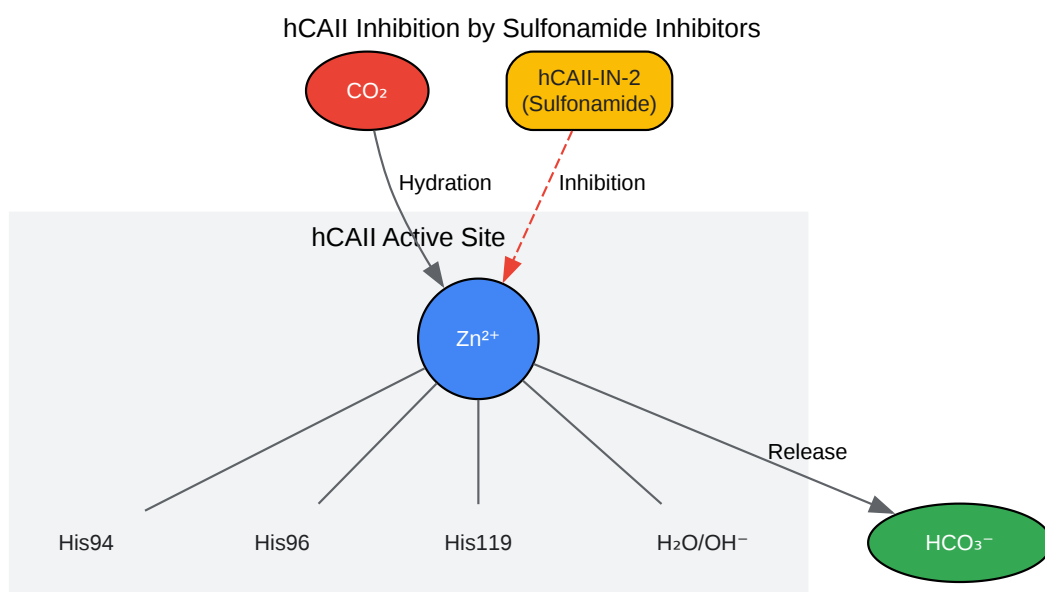 hCAII Inhibition by Sulfonamide Inhibitors
CO₂
hCAII-IN-2
(Sulfonamide)
Hydration
Inhibition
hCAII Active Site
Zn²⁺
Release
His94
His96
His119
H₂O/OH⁻
HCO₃⁻